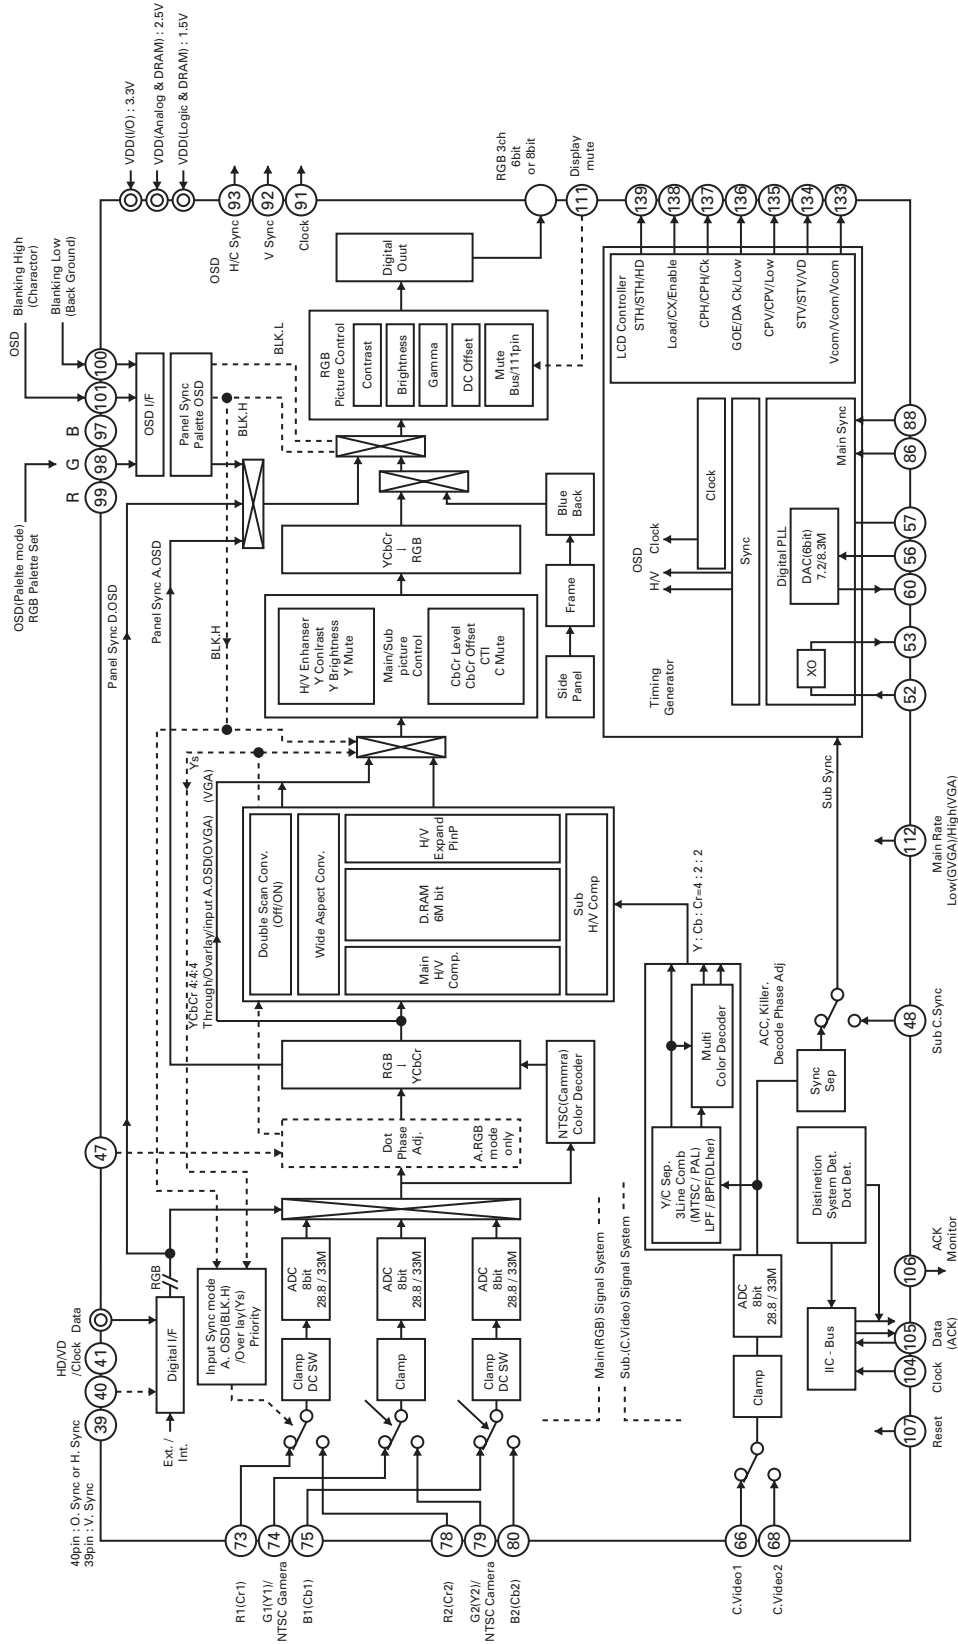 40pin : O. Sync or H. Sync
39pin : V. Sync
HD/VD
/Clock
Data
39
40
41
47
Panel Sync D.OSD
OSD(Palelte mode)
RGB Palette Set
R
G
B
99
98
97
101
100
OSD
Blanking High
(Charactor)
Blanking Low
(Back Ground)
VDD(I/O) : 3.3V
VDD(Analog & DRAM) : 2.5V
VDD(Logic & DRAM) : 1.5V
Ext. /
Int.
Digital I/F
RGB
Panel Sync A.OSD
OSD I/F
Panel Sync
Palette OSD
BLK.H
BLK.H
BLK.L
OSD
H/C Sync
93
V Sync
92
Clock
91
Input Sync mode
A. OSD(BLK.H)
/Over lay(Ys)
Priority
YCbCr 4:4:4
Through/Ovarlay/input A.OSD(OVGA)
(VGA)
Ys
R1(Cr1)
73
G1(Y1)/
NTSC Gamera
74
B1(Cb1)
75
R2(Cr2)
78
G2(Y2)/
NTSC Camera
79
B2(Cb2)
80
Clamp
DC SW
ADC
8bit
28.8 / 33M
Clamp
ADC
8bit
28.8 / 33M
Clamp
DC SW
ADC
8bit
28.8 / 33M
Dot
Phase
Adj.
A.RGB
mode
only
RGB
↓
YCbCr
NTSC(Cammra)
Color Decoder
Double Scan Conv.
(Off/ON)
Wide Aspect Conv.
Main
H/V
Comp.
D.RAM
6M bit
H/V
Expand
PinP
Sub
H/V Comp
H/V Enhanser
Y Conlrast
Y Brightness
Y Mute
Main/Sub
picture
Control
CbCr Level
CbCr Offset
CTI
C Mute
YCbCr
↓
RGB
Side
Panel
Frame
Blue
Back
RGB
Picture Control
Contrast
Brightness
Gamma
DC Offset
Mute
Bus/111pin
Digital
Oout
RGB 3ch
6bit
or 8bit
Display
mute
111
Main(RGB) Signal System
Sub.(C.Video) Signal System
C.Video1
66
C.Video2
68
Clamp
ADC
8bit
28.8 / 33M
Y/C Sep.
3Line Comb
(MTSC / PAL)
LPF / BPF(DLher)
Multi
Color Decoder
Y : Cb : Cr=4 : 2 : 2
ACC, Killer.
Decode Phase Adj
Sync
Sep
Distinetion
System Det.
Dot Det.
IIC - Bus
Sub Sync
Timing
Generator
OSD
H/V
Clock
Clock
Sync
XO
Digital PLL
DAC(6bit)
7.2/8.3M
Main Sync
LCD Controller
STH/STH/HD
Load/CX/Enable
CPH/CPH/Ck
GOE/DA Ck/Low
CPV/CPV/Low
STV/STV/VD
Vcom/Vcom/Vcom
139
138
137
136
135
134
133
107
Reset
104
Clock
105
Data
(ACK)
106
ACK
Monitor
48
Sub C.Sync
112
Main Rate
Low(GVGA)/High(VGA)
52
53
60
56
57
86
88